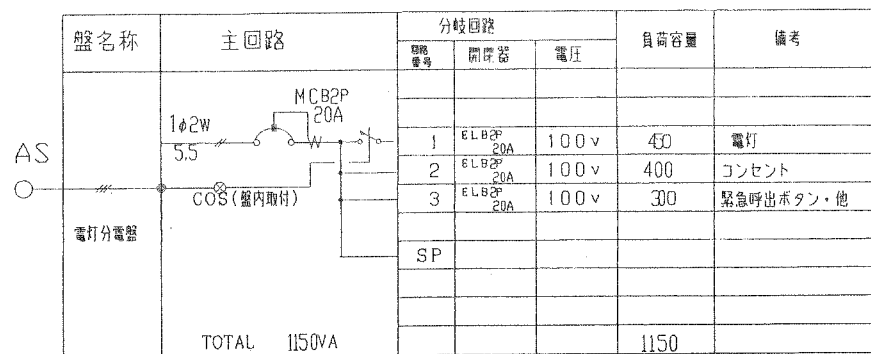 盤名称 主回路 分岐回路 負荷容量 備考
回路番号 開閉器 電圧
MCB2P
20A
1φ2W
5.5
AS
COS(盤内取付)
電灯分電盤
1 ELB2P 20A 100v 450 電灯
2 ELB2P 20A 100v 400 コンセント
3 ELB2P 20A 100v 300 緊急呼出ボタン・他
SP
TOTAL 1150VA 1150